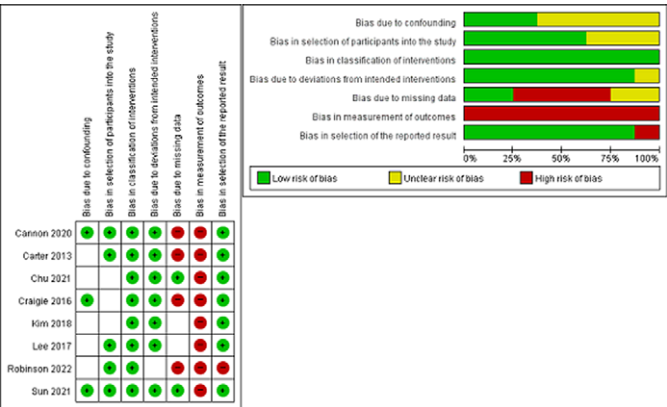 Bias due to confounding
Bias in selection of participants into the study
Bias in classification of interventions
Bias due to deviations from intended interventions
Bias due to missing data
Bias in measurement of outcomes
Bias in selection of the reported result
Cannon 2020
Carter 2013
Chu 2021
Craigie 2016
Kim 2018
Lee 2017
Robinson 2022
Sun 2021
Bias due to confounding
Bias in selection of participants into the study
Bias in classification of interventions
Bias due to deviations from intended interventions
Bias due to missing data
Bias in measurement of outcomes
Bias in selection of the reported result
0% 25% 50% 75% 100%
Low risk of bias Unclear risk of bias High risk of bias